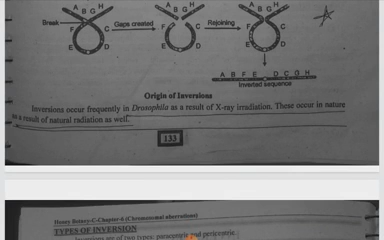 A B G H
A B G H
A B G H
Break
Gaps created
Rejoining
F C
F C
F C
E D
E D
E D
A B F E D C G H
Inverted sequence
Origin of Inversions
Inversions occur frequently in Drosophila as a result of X-ray irradiation. These occur in nature
as a result of natural radiation as well.
133
Honey Botany-C-Chapter-6 (Chromosomal aberrations)
TYPES OF INVERSION
Inversions are of two types; paracentric and pericentric